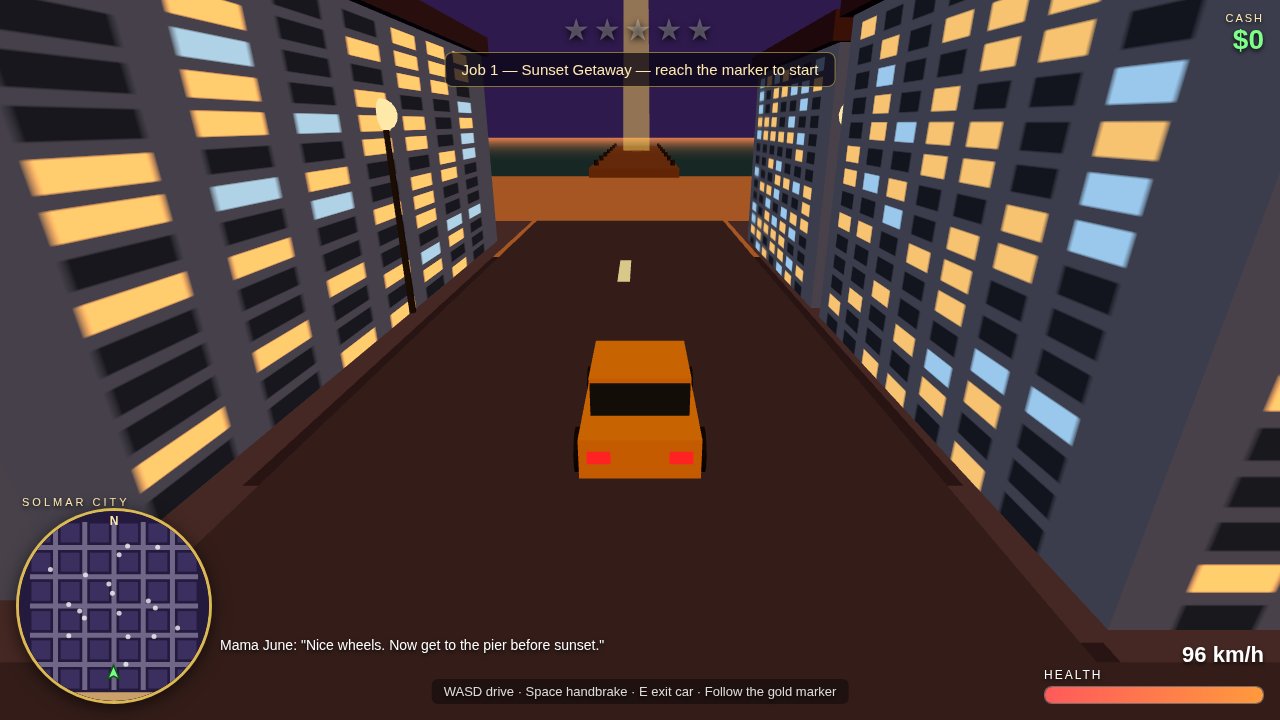 CASH
$0
Job 1 — Sunset Getaway — reach the marker to start
SOLMAR CITY
N
Mama June: "Nice wheels. Now get to the pier before sunset."
96 km/h
HEALTH
WASD drive · Space handbrake · E exit car · Follow the gold marker